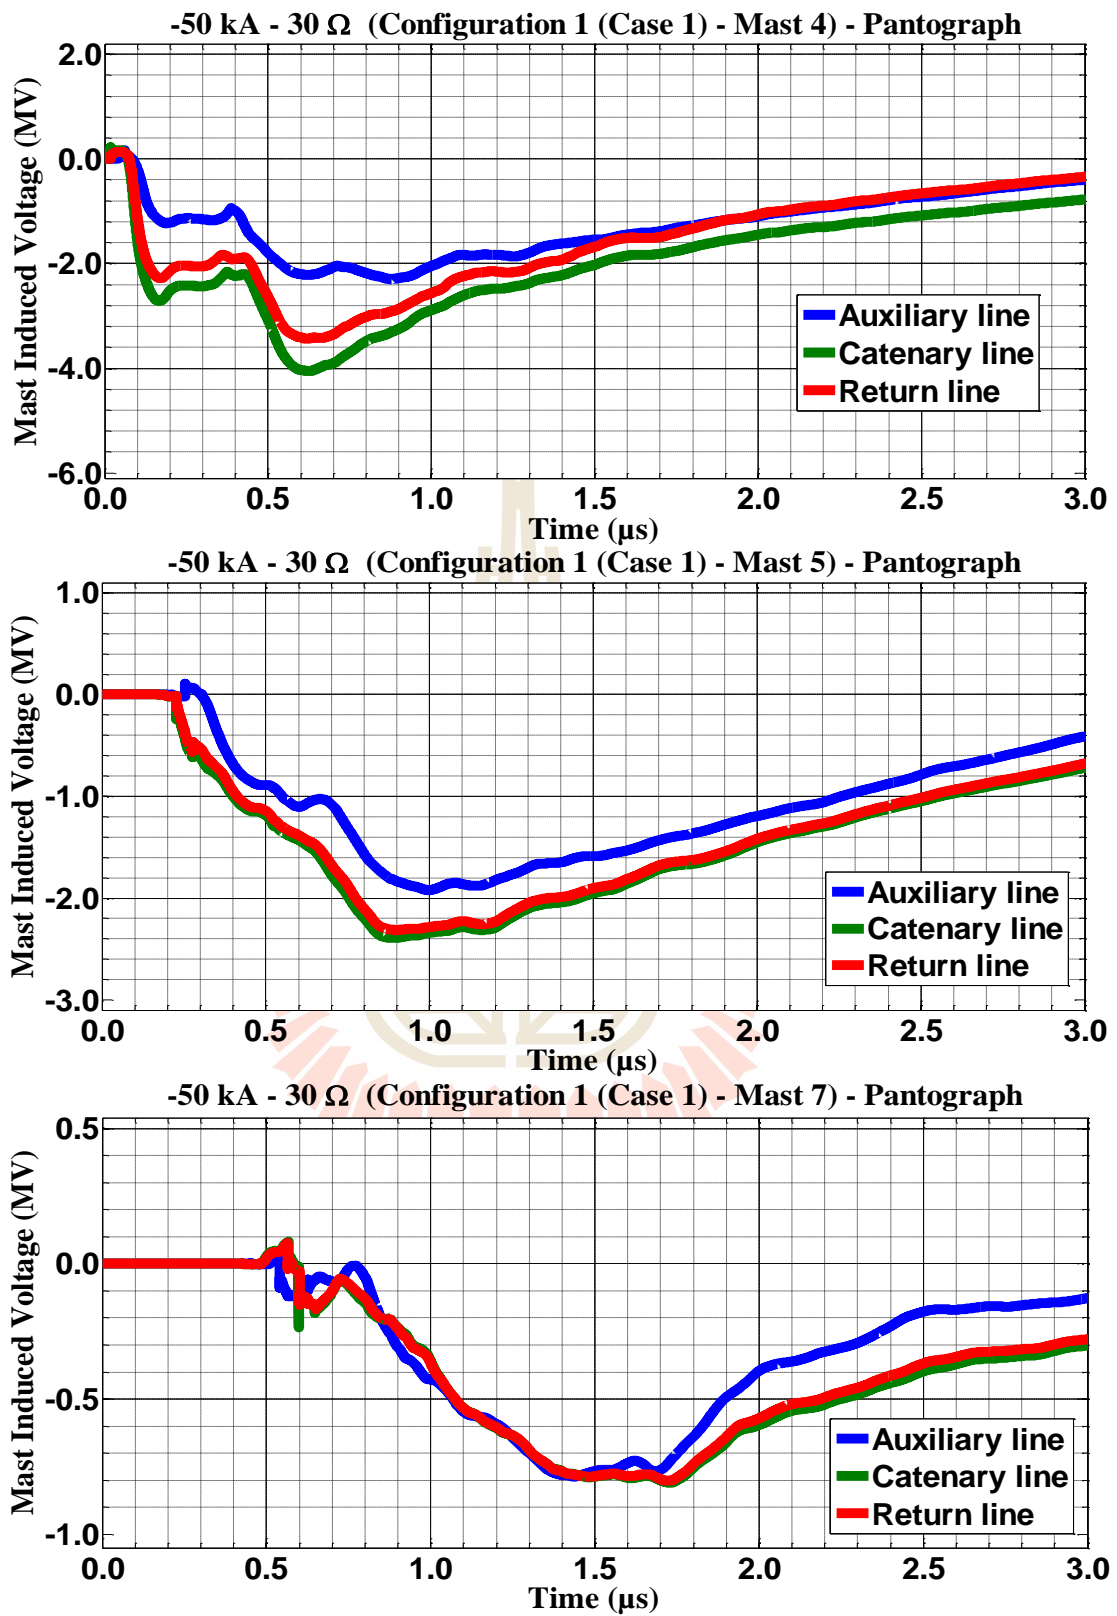 -50 kA - 30 Ω (Configuration 1 (Case 1) - Mast 4) - Pantograph
Mast Induced Voltage (MV)
2.0
0.0
-2.0
-4.0
-6.0
Auxiliary line
Catenary line
Return line
0.0 0.5 1.0 1.5 2.0 2.5 3.0
Time (µs)
-50 kA - 30 Ω (Configuration 1 (Case 1) - Mast 5) - Pantograph
Mast Induced Voltage (MV)
1.0
0.0
-1.0
-2.0
-3.0
Auxiliary line
Catenary line
Return line
0.0 0.5 1.0 1.5 2.0 2.5 3.0
Time (µs)
-50 kA - 30 Ω (Configuration 1 (Case 1) - Mast 7) - Pantograph
Mast Induced Voltage (MV)
0.5
0.0
-0.5
-1.0
Auxiliary line
Catenary line
Return line
0.0 0.5 1.0 1.5 2.0 2.5 3.0
Time (µs)